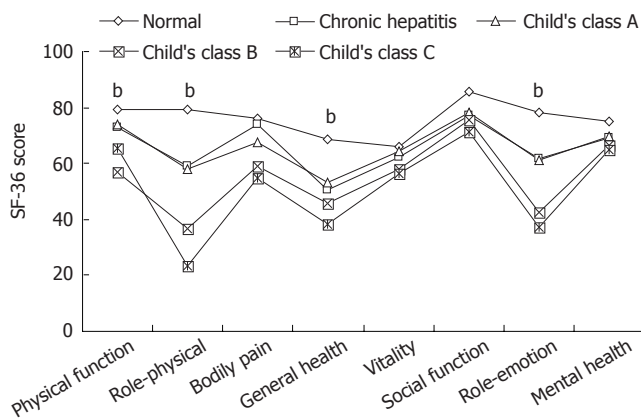 Normal
Chronic hepatitis
Child's class A
Child's class B
Child's class C
SF-36 score
100
80
60
40
20
0
b
b
b
b
Physical function
Role-physical
Bodily pain
General health
Vitality
Social function
Role-emotion
Mental health